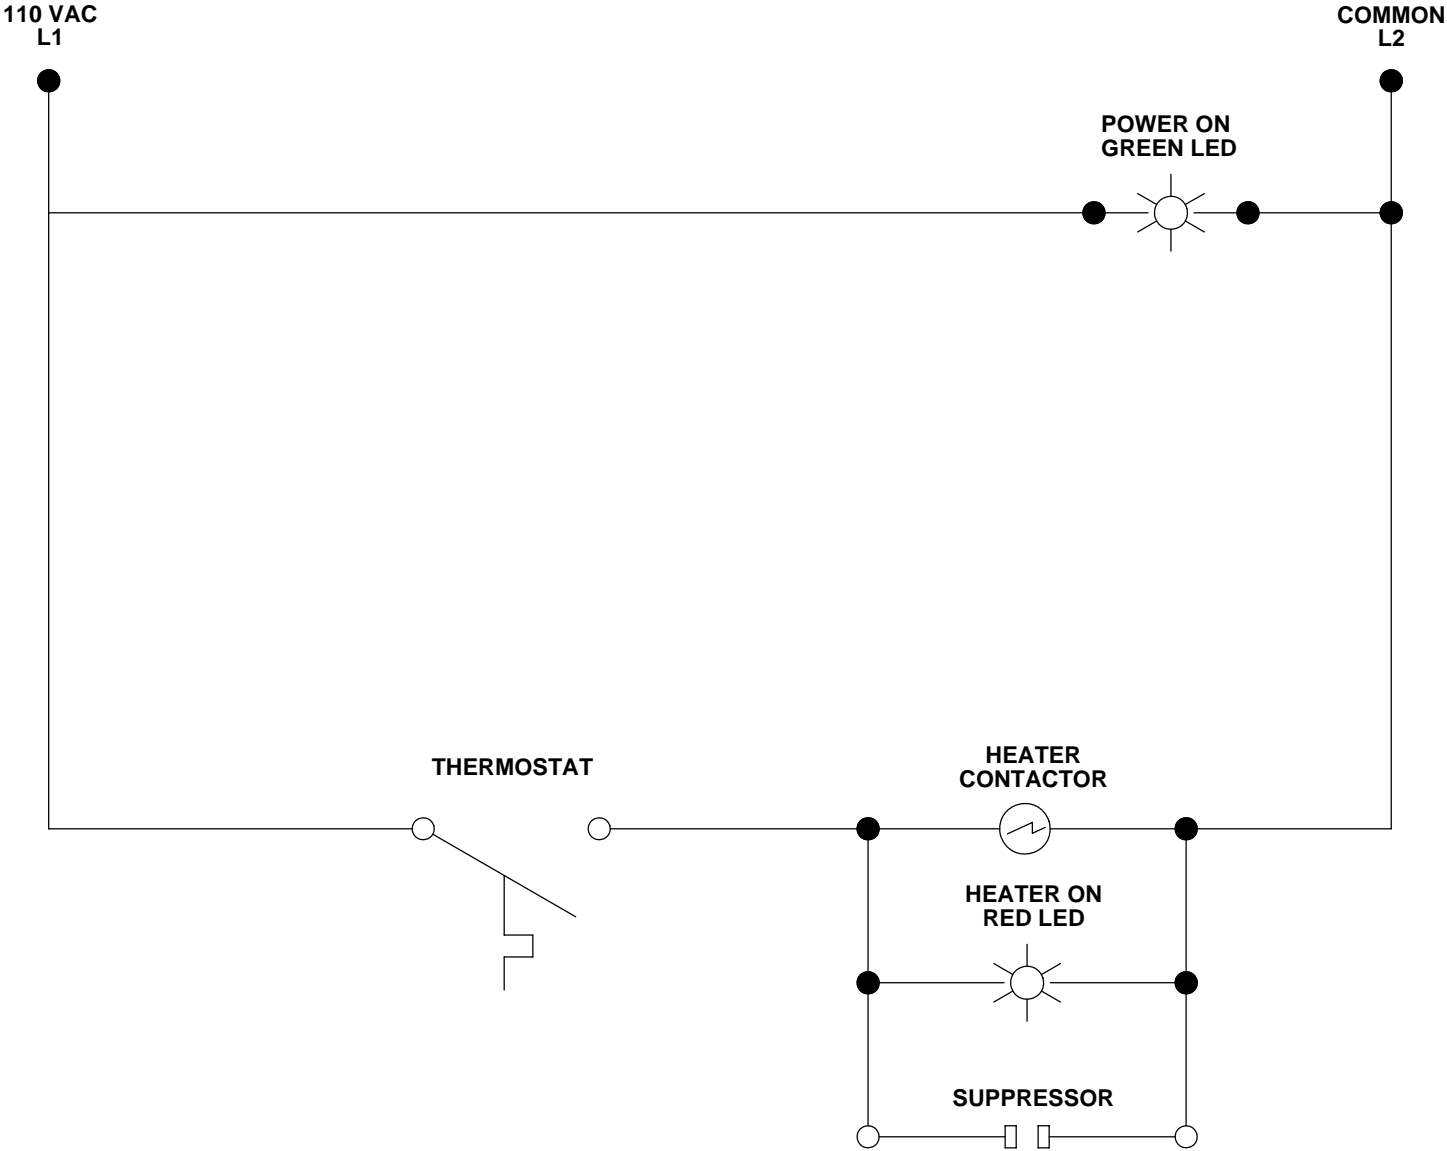 110 VAC
L1
COMMON
L2
POWER ON
GREEN LED
THERMOSTAT
HEATER
CONTACTOR
HEATER ON
RED LED
SUPPRESSOR